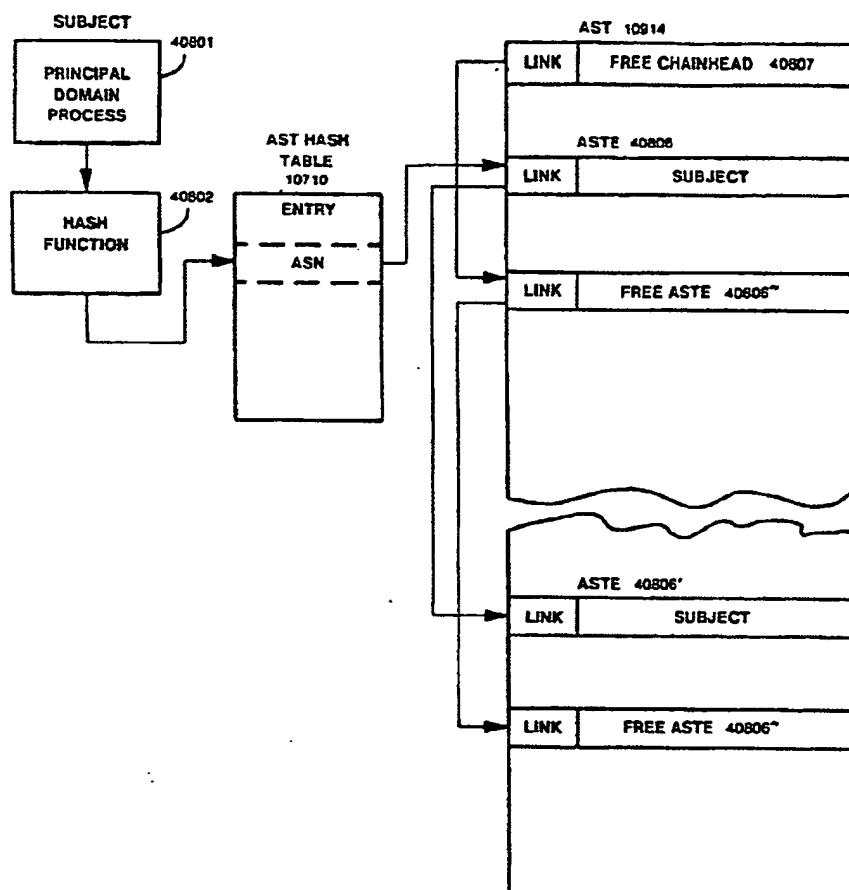 SUBJECT
40801
PRINCIPAL
DOMAIN
PROCESS
40802
HASH
FUNCTION
AST HASH
TABLE
10710
ENTRY
ASN
AST 10914
LINK FREE CHAINHEAD 40807
ASTE 40806
LINK SUBJECT
LINK FREE ASTE 40806"
ASTE 40806'
LINK SUBJECT
LINK FREE ASTE 40806"